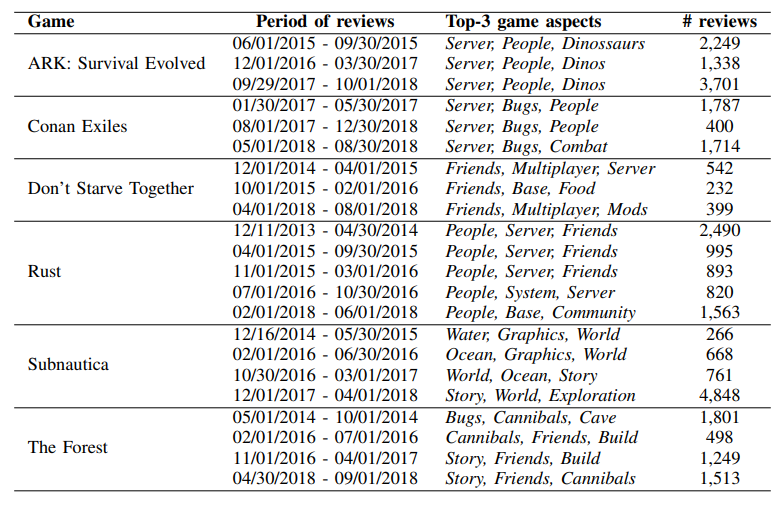 Game Period of reviews Top-3 game aspects # reviews
06/01/2015 - 09/30/2015 Server, People, Dinossaurs 2,249
ARK: Survival Evolved 12/01/2016 - 03/30/2017 Server, People, Dinos 1,338
09/29/2017 - 10/01/2018 Server, People, Dinos 3,701
01/30/2017 - 05/30/2017 Server, Bugs, People 1,787
Conan Exiles 08/01/2017 - 12/30/2018 Server, Bugs, People 400
05/01/2018 - 08/30/2018 Server, Bugs, Combat 1,714
12/01/2014 - 04/01/2015 Friends, Multiplayer, Server 542
Don't Starve Together 10/01/2015 - 02/01/2016 Friends, Base, Food 232
04/01/2018 - 08/01/2018 Friends, Multiplayer, Mods 399
12/11/2013 - 04/30/2014 People, Server, Friends 2,490
04/01/2015 - 09/30/2015 People, Server, Friends 995
Rust 11/01/2015 - 03/01/2016 People, Server, Friends 893
07/01/2016 - 10/30/2016 People, System, Server 820
02/01/2018 - 06/01/2018 People, Base, Community 1,563
12/16/2014 - 05/30/2015 Water, Graphics, World 266
Subnautica 02/01/2016 - 06/30/2016 Ocean, Graphics, World 668
10/30/2016 - 03/01/2017 World, Ocean, Story 761
12/01/2017 - 04/01/2018 Story, World, Exploration 4,848
05/01/2014 - 10/01/2014 Bugs, Cannibals, Cave 1,801
The Forest 02/01/2016 - 07/01/2016 Cannibals, Friends, Build 498
11/01/2016 - 04/01/2017 Story, Friends, Build 1,249
04/30/2018 - 09/01/2018 Story, Friends, Cannibals 1,513